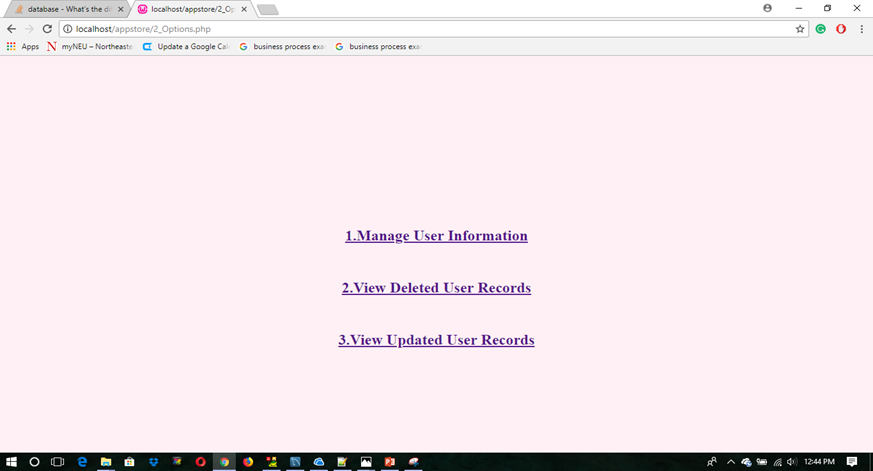 database - What's the d
localhost/appstore/2_Op
localhost/appstore/2_Options.php
Apps myNEU – Northeaste Update a Google Cal business process exa business process exa
1.Manage User Information
2.View Deleted User Records
3.View Updated User Records
12:44 PM